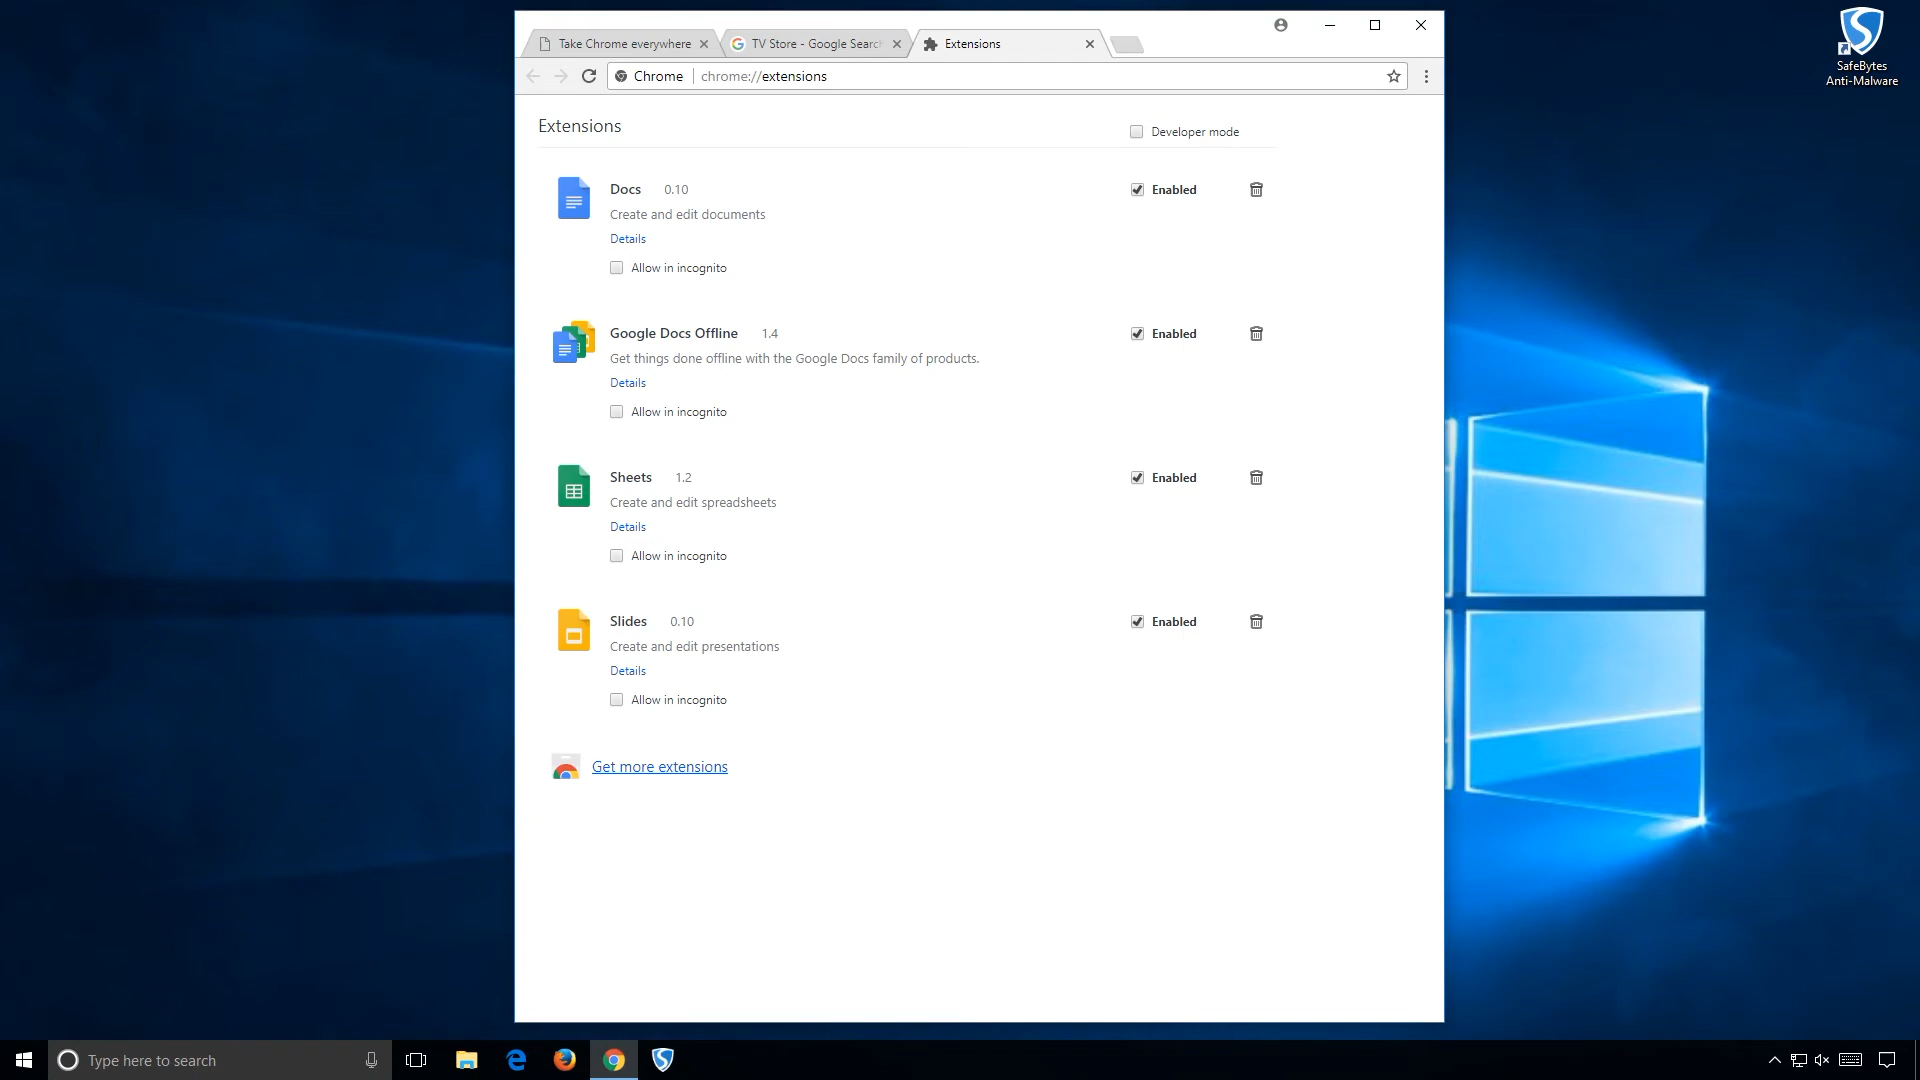 Take Chrome everywhere
TV Store - Google Search
Extensions
Chrome
chrome://extensions
SafeBytes
Anti-Malware
Extensions
Developer mode
Docs 0.10
Enabled
Create and edit documents
Details
Allow in incognito
Google Docs Offline 1.4
Enabled
Get things done offline with the Google Docs family of products.
Details
Allow in incognito
Sheets 1.2
Enabled
Create and edit spreadsheets
Details
Allow in incognito
Slides 0.10
Enabled
Create and edit presentations
Details
Allow in incognito
Get more extensions
Type here to search